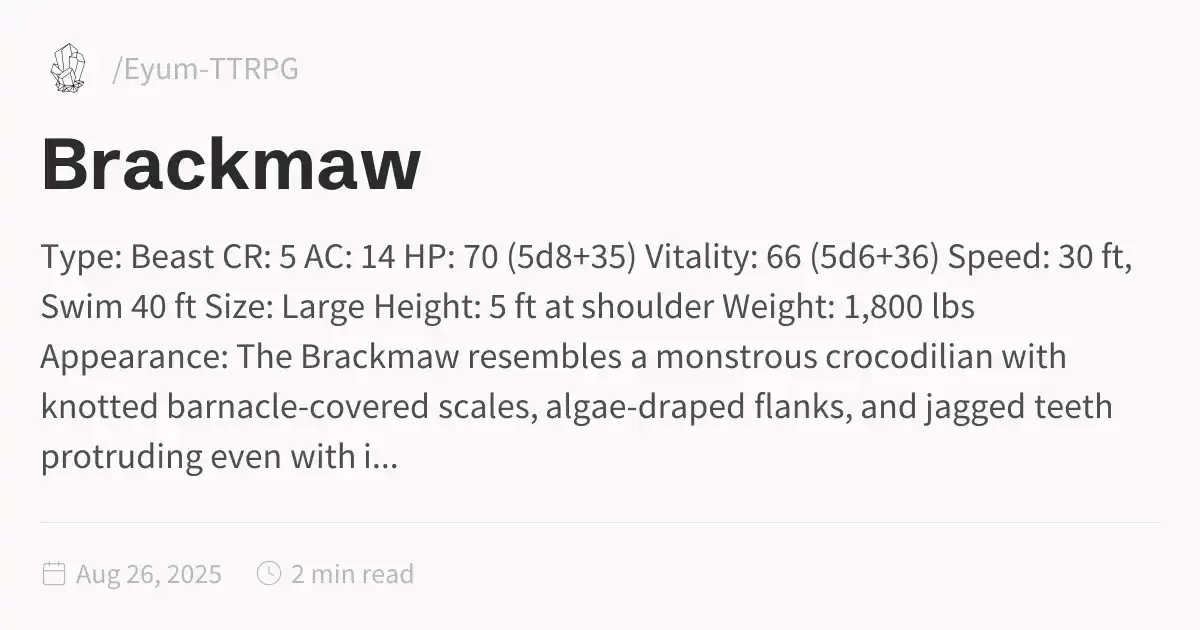 /Eyum-TTRPG
Brackmaw
Type: Beast CR: 5 AC: 14 HP: 70 (5d8+35) Vitality: 66 (5d6+36) Speed: 30 ft,
Swim 40 ft Size: Large Height: 5 ft at shoulder Weight: 1,800 lbs
Appearance: The Brackmaw resembles a monstrous crocodilian with
knotted barnacle-covered scales, algae-draped flanks, and jagged teeth
protruding even with i...
Aug 26, 2025 2 min read